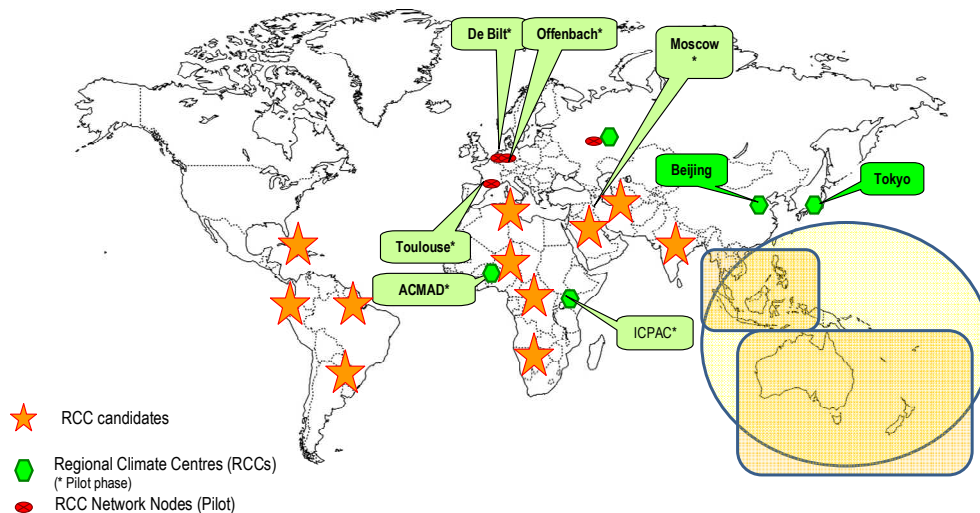 De Bilt*
Offenbach*
Moscow
*
Beijing
Tokyo
Toulouse*
ACMAD*
ICPAC*
RCC candidates
Regional Climate Centres (RCCs)
(* Pilot phase)
RCC Network Nodes (Pilot)